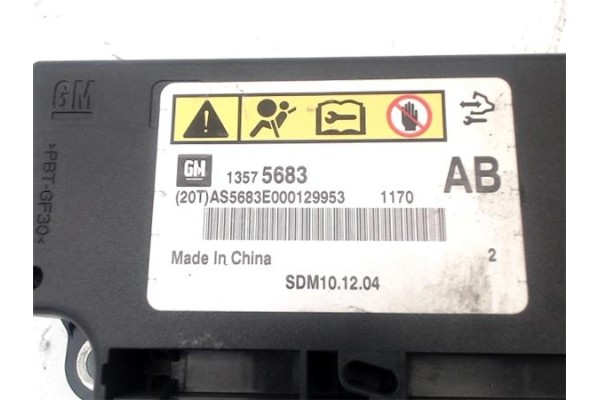 GM
>PBT-GF30<
GM 1357 5683 AB
(20T)AS5683E000129953 1170
Made In China 2
SDM10.12.04